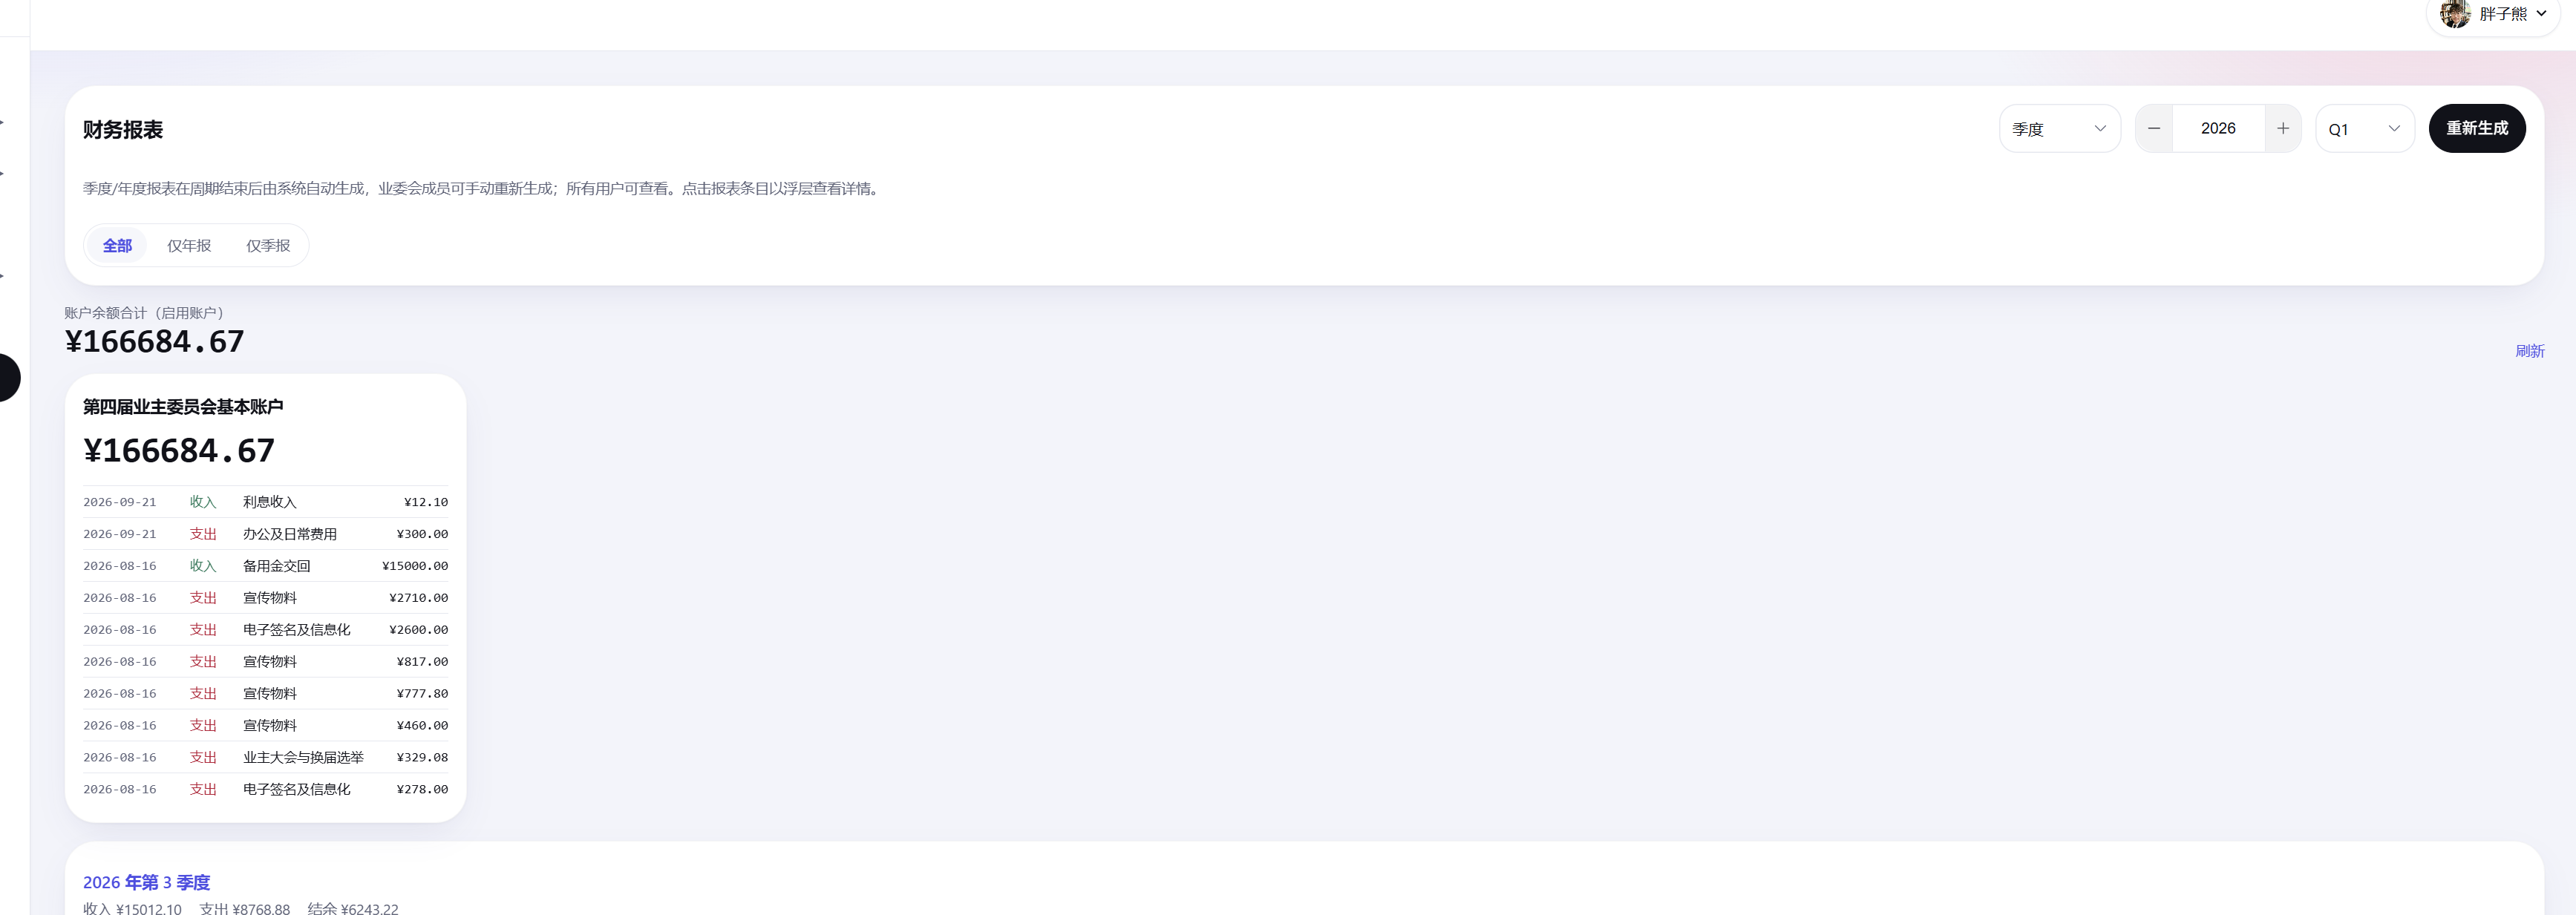 胖子熊
财务报表
季度
2026
Q1
重新生成
季度/年度报表在周期结束后由系统自动生成，业委会成员可手动重新生成；所有用户可查看。点击报表条目以浮层查看详情。
全部 仅年报 仅季报
账户余额合计（启用账户）
¥166684.67
刷新
第四届业主委员会基本账户
¥166684.67
2026-09-21 收入 利息收入 ¥12.10
2026-09-21 支出 办公及日常费用 ¥300.00
2026-08-16 收入 备用金交回 ¥15000.00
2026-08-16 支出 宣传物料 ¥2710.00
2026-08-16 支出 电子签名及信息化 ¥2600.00
2026-08-16 支出 宣传物料 ¥817.00
2026-08-16 支出 宣传物料 ¥777.80
2026-08-16 支出 宣传物料 ¥460.00
2026-08-16 支出 业主大会与换届选举 ¥329.08
2026-08-16 支出 电子签名及信息化 ¥278.00
2026 年第 3 季度
收入 ¥15012.10 支出 ¥8768.88 结余 ¥6243.22